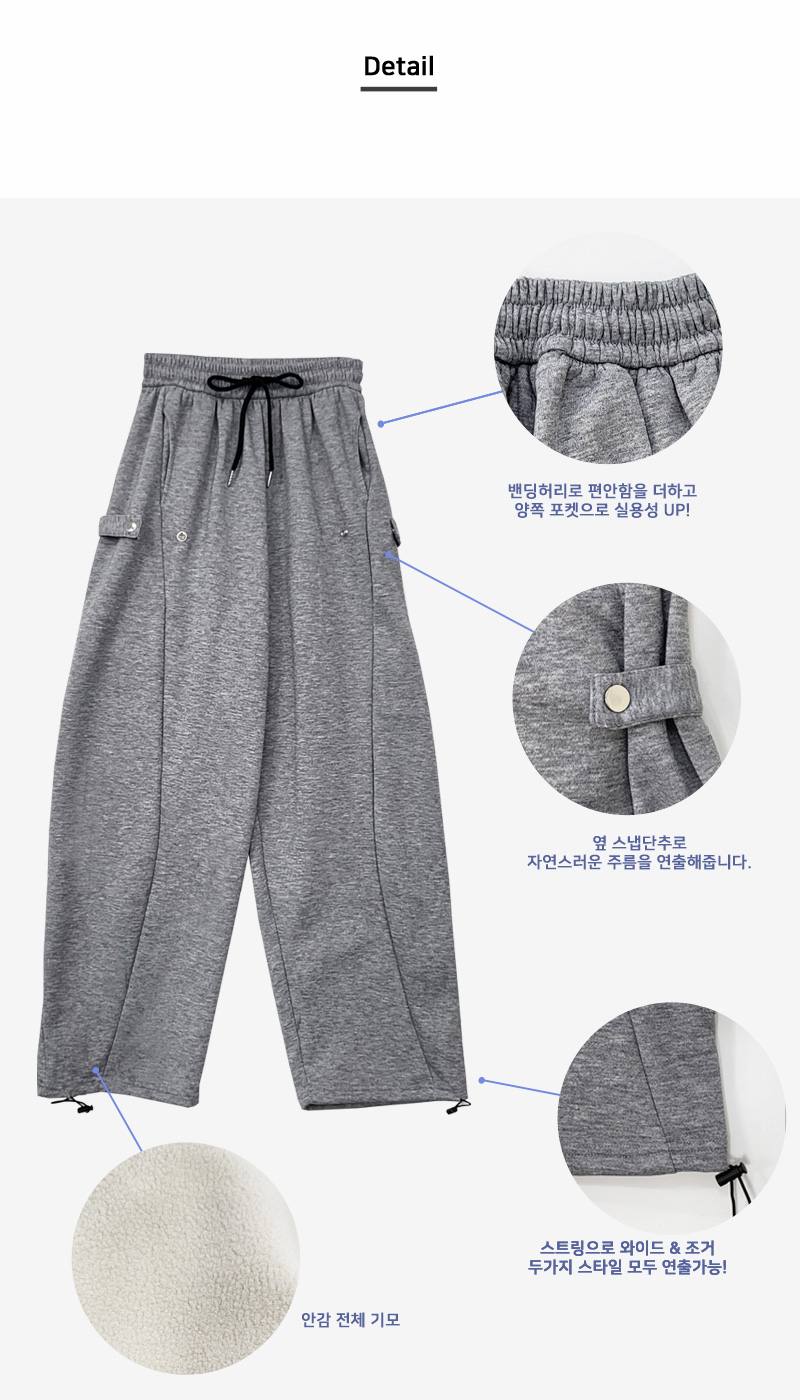 Detail
밴딩허리로 편안함을 더하고
양쪽 포켓으로 실용성 UP!
옆 스냅단추로
자연스러운 주름을 연출해줍니다.
스트링으로 와이드 & 조거
두가지 스타일 모두 연출가능!
안감 전체 기모